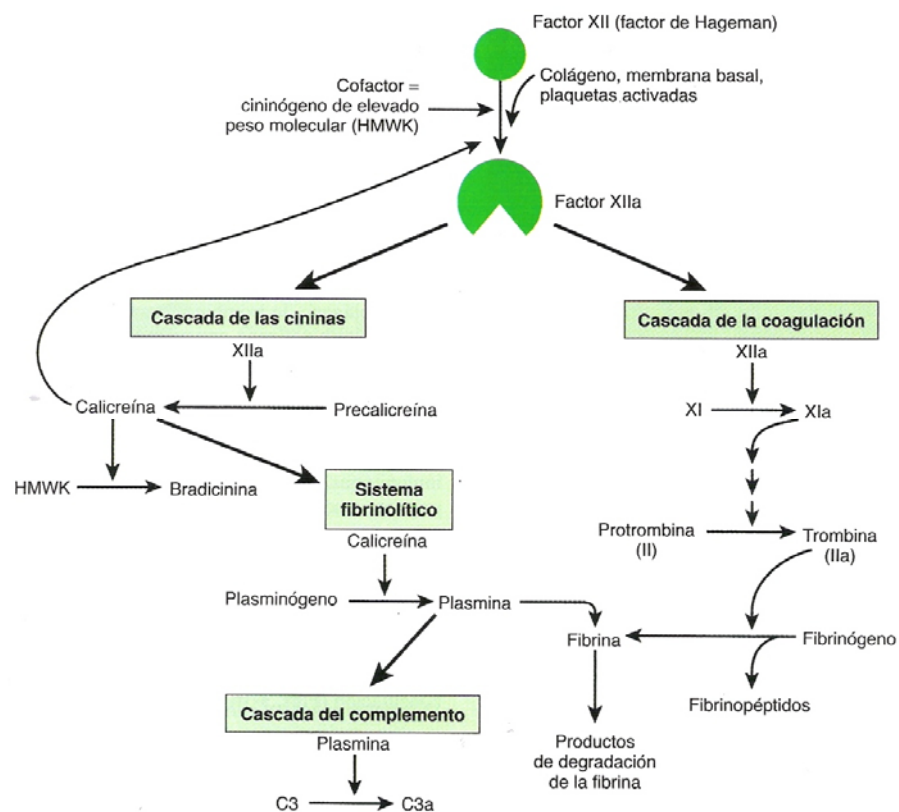 Factor XII (factor de Hageman)
Cofactor =
cininógeno de elevado
peso molecular (HMWK)
Colágeno, membrana basal,
plaquetas activadas
Factor XIIa
Cascada de las cininas
XIIa
Calicreína
Precalicreína
HMWK
Bradicinina
Sistema
fibrinolítico
Calicreína
Plasminógeno
Plasmina
Cascada del complemento
Plasmina
C3
C3a
Cascada de la coagulación
XIIa
XI
XIa
Protrombina
(II)
Trombina
(IIa)
Fibrina
Fibrinógeno
Fibrinopéptidos
Productos
de degradación
de la fibrina